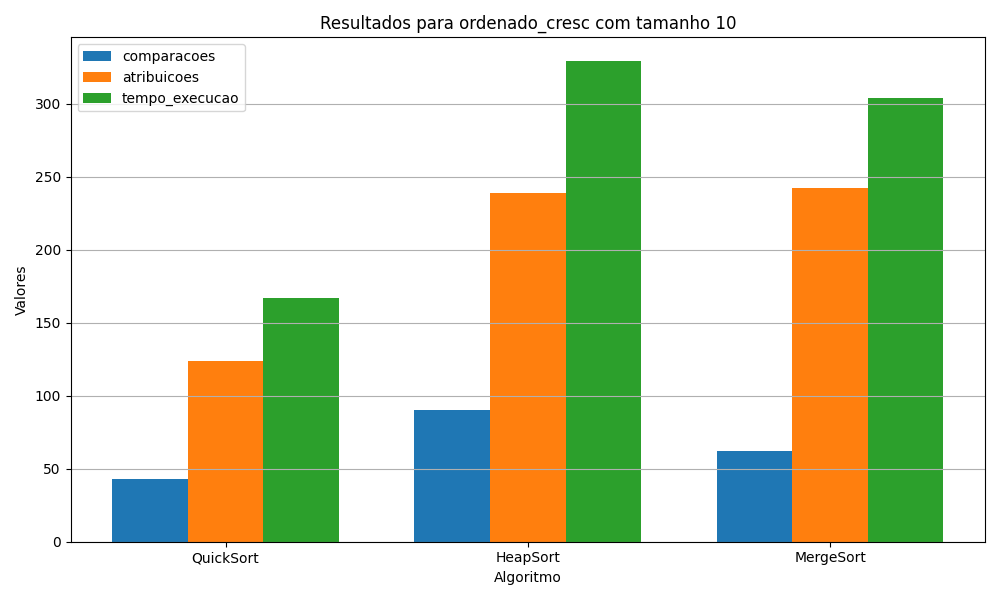 Resultados para ordenado_cresc com tamanho 10
comparacoes
atribuicoes
tempo_execucao
300
250
200
150
100
50
0
Valores
QuickSort
HeapSort
MergeSort
Algoritmo